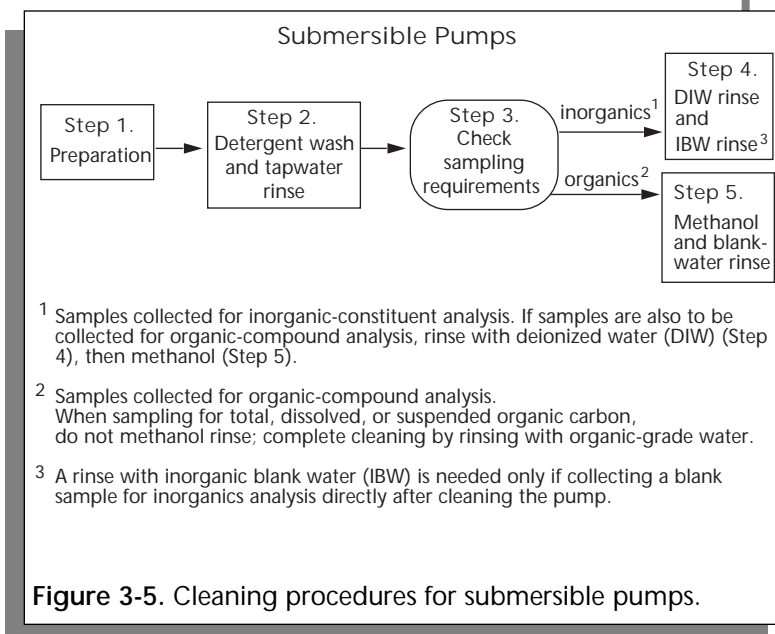 Submersible Pumps
Step 1.
Preparation
Step 2.
Detergent wash
and tapwater
rinse
Step 3.
Check
sampling
requirements
inorganics1
organics2
Step 4.
DIW rinse
and
IBW rinse3
Step 5.
Methanol
and blank-
water rinse
1 Samples collected for inorganic-constituent analysis. If samples are also to be
collected for organic-compound analysis, rinse with deionized water (DIW) (Step
4), then methanol (Step 5).
2 Samples collected for organic-compound analysis.
When sampling for total, dissolved, or suspended organic carbon,
do not methanol rinse; complete cleaning by rinsing with organic-grade water.
3 A rinse with inorganic blank water (IBW) is needed only if collecting a blank
sample for inorganics analysis directly after cleaning the pump.
Figure 3-5. Cleaning procedures for submersible pumps.